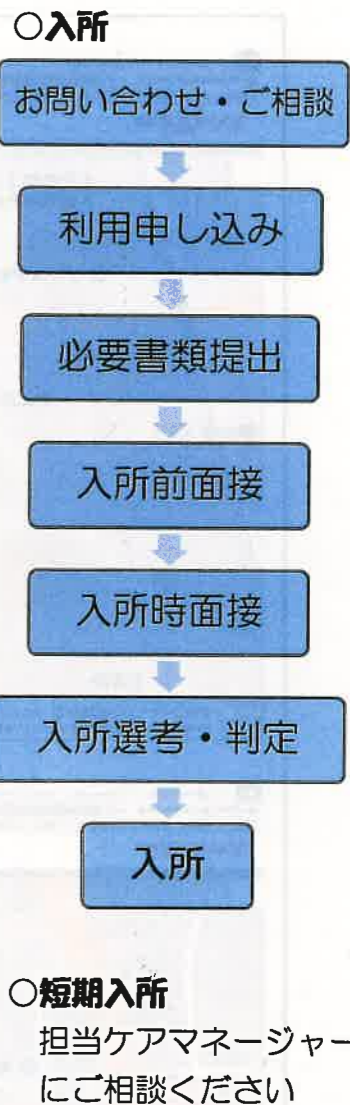 ○入所
お問い合わせ・ご相談
利用申し込み
必要書類提出
入所前面接
入所時面接
入所選考・判定
入所
○短期入所
担当ケアマネージャー
にご相談ください